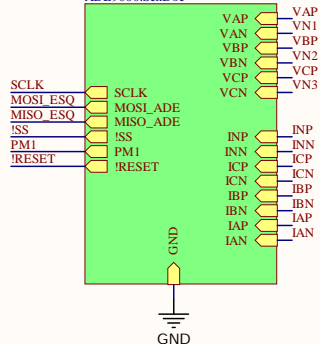 VAP
VAP
VAN
VN1
VBP
VBP
VBN
VN2
VCP
VCP
VCN
VN3
SCLK
SCLK
MOSI_ESQ
MOSI_ADE
MISO_ESQ
MISO_ADE
!SS
!SS
PM1
PM1
!RESET
!RESET
INP
INP
INN
INN
ICP
ICP
ICN
ICN
IBP
IBP
IBN
IBN
IAP
IAP
IAN
IAN
GND
GND